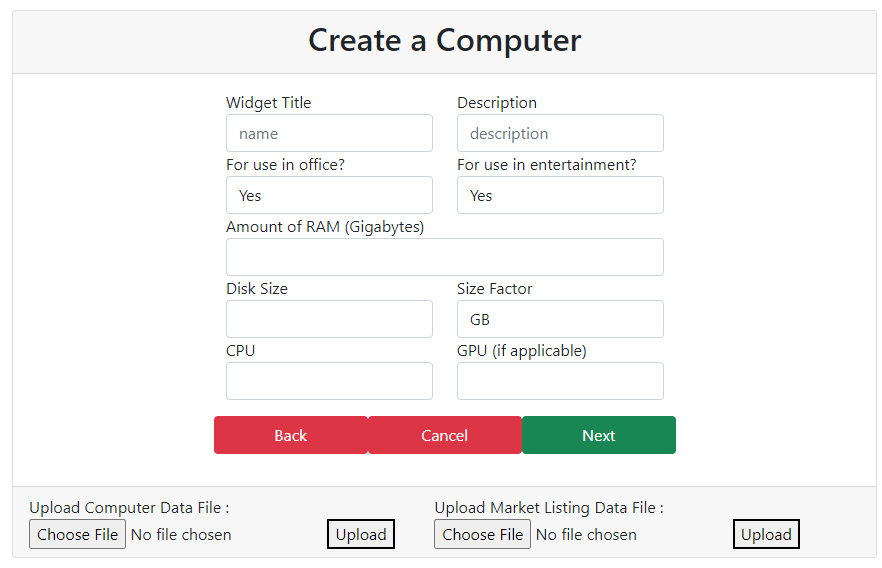 Create a Computer
Widget Title Description
name description
For use in office? For use in entertainment?
Yes Yes
Amount of RAM (Gigabytes)
Disk Size Size Factor
GB
CPU GPU (if applicable)
Back Cancel Next
Upload Computer Data File : Upload Market Listing Data File :
Choose File No file chosen Upload Choose File No file chosen Upload